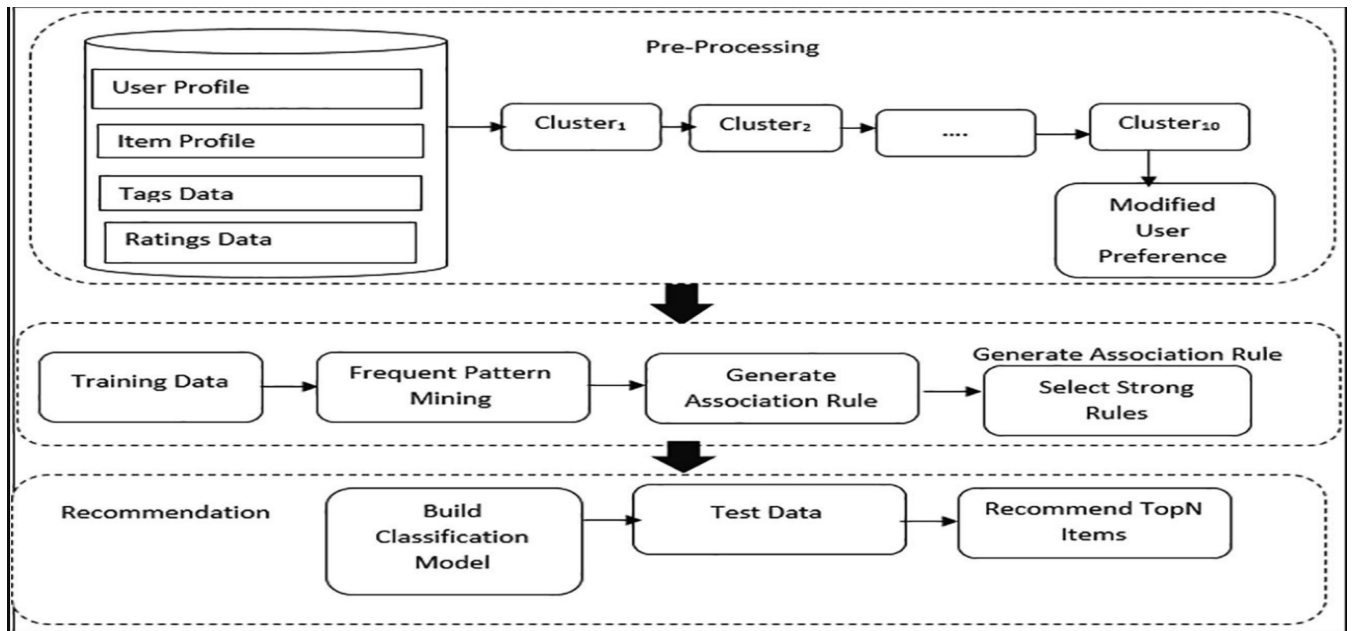 Pre-Processing
User Profile
Item Profile
Tags Data
Ratings Data
Cluster₁
Cluster₂
....
Cluster₁₀
Modified
User
Preference
Generate Association Rule
Training Data
Frequent Pattern
Mining
Generate
Association Rule
Select Strong
Rules
Recommendation
Build
Classification
Model
Test Data
Recommend TopN
Items